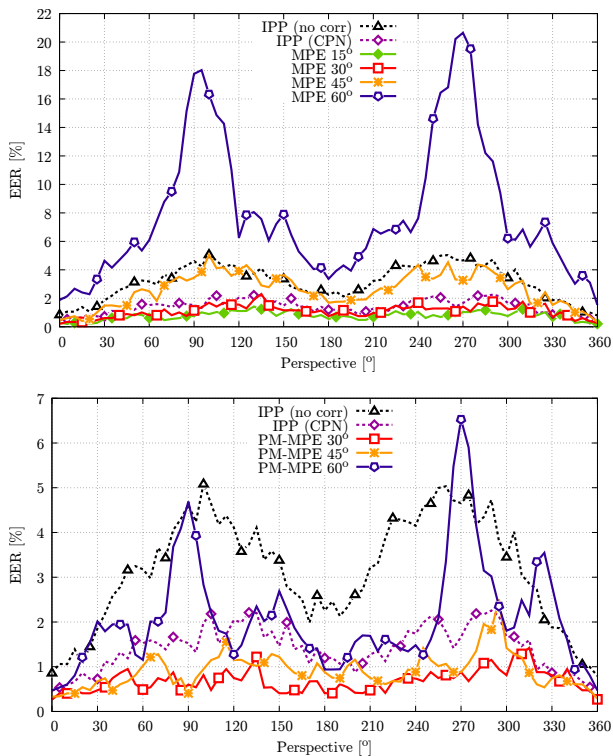 IPP (no corr)
IPP (CPN)
MPE 15°
MPE 30°
MPE 45°
MPE 60°
22
20
18
16
14
12
10
8
6
4
2
0
EER [%]
0 30 60 90 120 150 180 210 240 270 300 330 360
Perspective [°]
IPP (no corr)
IPP (CPN)
PM-MPE 30°
PM-MPE 45°
PM-MPE 60°
7
6
5
4
3
2
1
0
EER [%]
0 30 60 90 120 150 180 210 240 270 300 330 360
Perspective [°]